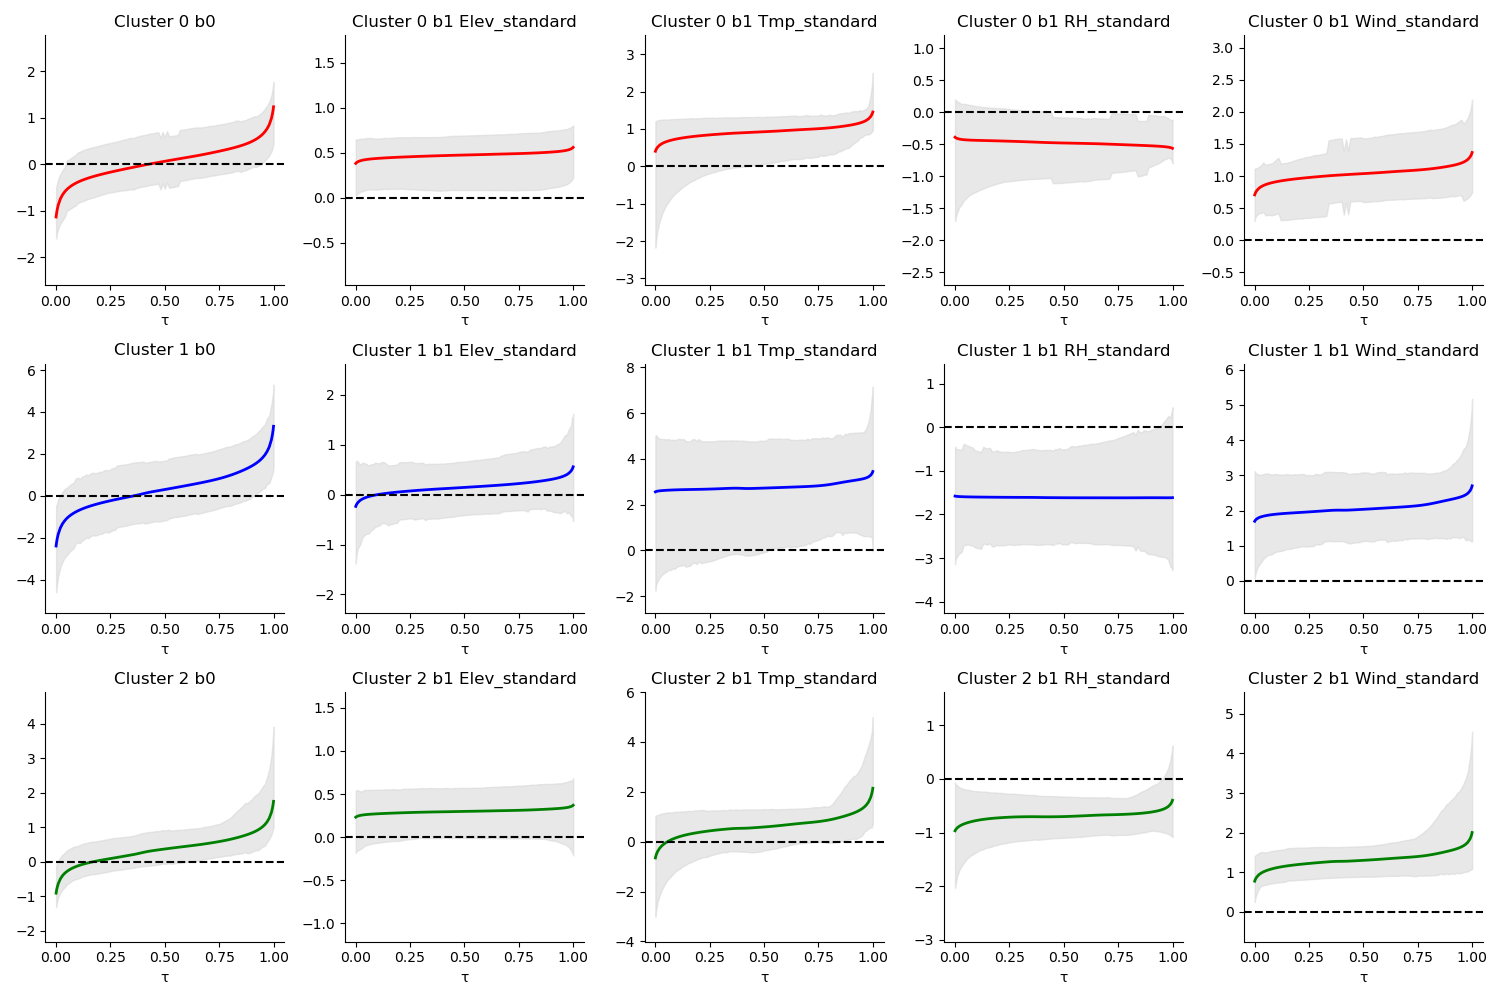 Cluster 0 b0
Cluster 0 b1 Elev_standard
Cluster 0 b1 Tmp_standard
Cluster 0 b1 RH_standard
Cluster 0 b1 Wind_standard
2
1
0
−1
−2
0.00 0.25 0.50 0.75 1.00
τ
1.5
1.0
0.5
0.0
−0.5
0.00 0.25 0.50 0.75 1.00
τ
3
2
1
0
−1
−2
−3
0.00 0.25 0.50 0.75 1.00
τ
1.0
0.5
0.0
−0.5
−1.0
−1.5
−2.0
−2.5
0.00 0.25 0.50 0.75 1.00
τ
3.0
2.5
2.0
1.5
1.0
0.5
0.0
−0.5
0.00 0.25 0.50 0.75 1.00
τ
Cluster 1 b0
Cluster 1 b1 Elev_standard
Cluster 1 b1 Tmp_standard
Cluster 1 b1 RH_standard
Cluster 1 b1 Wind_standard
6
4
2
0
−2
−4
0.00 0.25 0.50 0.75 1.00
τ
2
1
0
−1
−2
0.00 0.25 0.50 0.75 1.00
τ
8
6
4
2
0
−2
0.00 0.25 0.50 0.75 1.00
τ
1
0
−1
−2
−3
−4
0.00 0.25 0.50 0.75 1.00
τ
6
5
4
3
2
1
0
0.00 0.25 0.50 0.75 1.00
τ
Cluster 2 b0
Cluster 2 b1 Elev_standard
Cluster 2 b1 Tmp_standard
Cluster 2 b1 RH_standard
Cluster 2 b1 Wind_standard
4
3
2
1
0
−1
−2
0.00 0.25 0.50 0.75 1.00
τ
1.5
1.0
0.5
0.0
−0.5
−1.0
0.00 0.25 0.50 0.75 1.00
τ
6
4
2
0
−2
−4
0.00 0.25 0.50 0.75 1.00
τ
1
0
−1
−2
−3
0.00 0.25 0.50 0.75 1.00
τ
5
4
3
2
1
0
0.00 0.25 0.50 0.75 1.00
τ